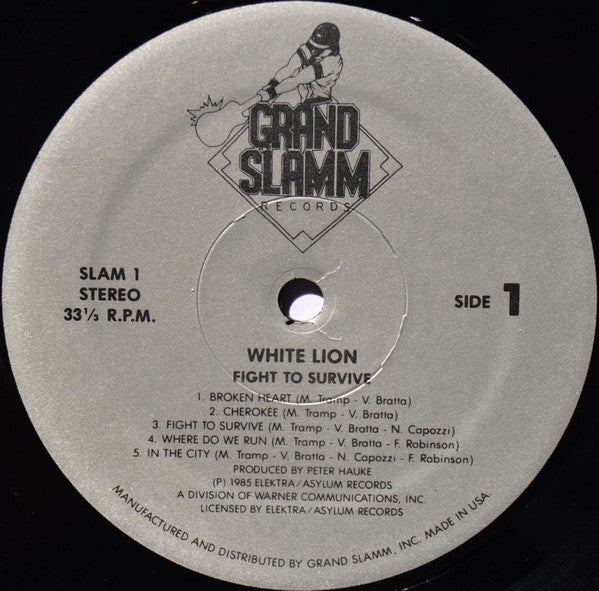 GRAND
SLAMM
RECORDS
SLAM 1
STEREO
33⅓ R.P.M.
SIDE 1
WHITE LION
FIGHT TO SURVIVE
1. BROKEN HEART (M. Tramp - V. Bratta)
2. CHEROKEE (M. Tramp - V. Bratta)
3. FIGHT TO SURVIVE (M. Tramp - V. Bratta - N. Capozzi)
4. WHERE DO WE RUN (M. Tramp - V. Bratta - F. Robinson)
5. IN THE CITY (M. Tramp - V. Bratta - N. Capozzi - F. Robinson)
PRODUCED BY PETER HAUKE
(P) 1985 ELEKTRA/ASYLUM RECORDS
A DIVISION OF WARNER COMMUNICATIONS, INC.
LICENSED BY ELEKTRA/ASYLUM RECORDS
MANUFACTURED AND DISTRIBUTED BY GRAND SLAMM, INC. MADE IN USA.